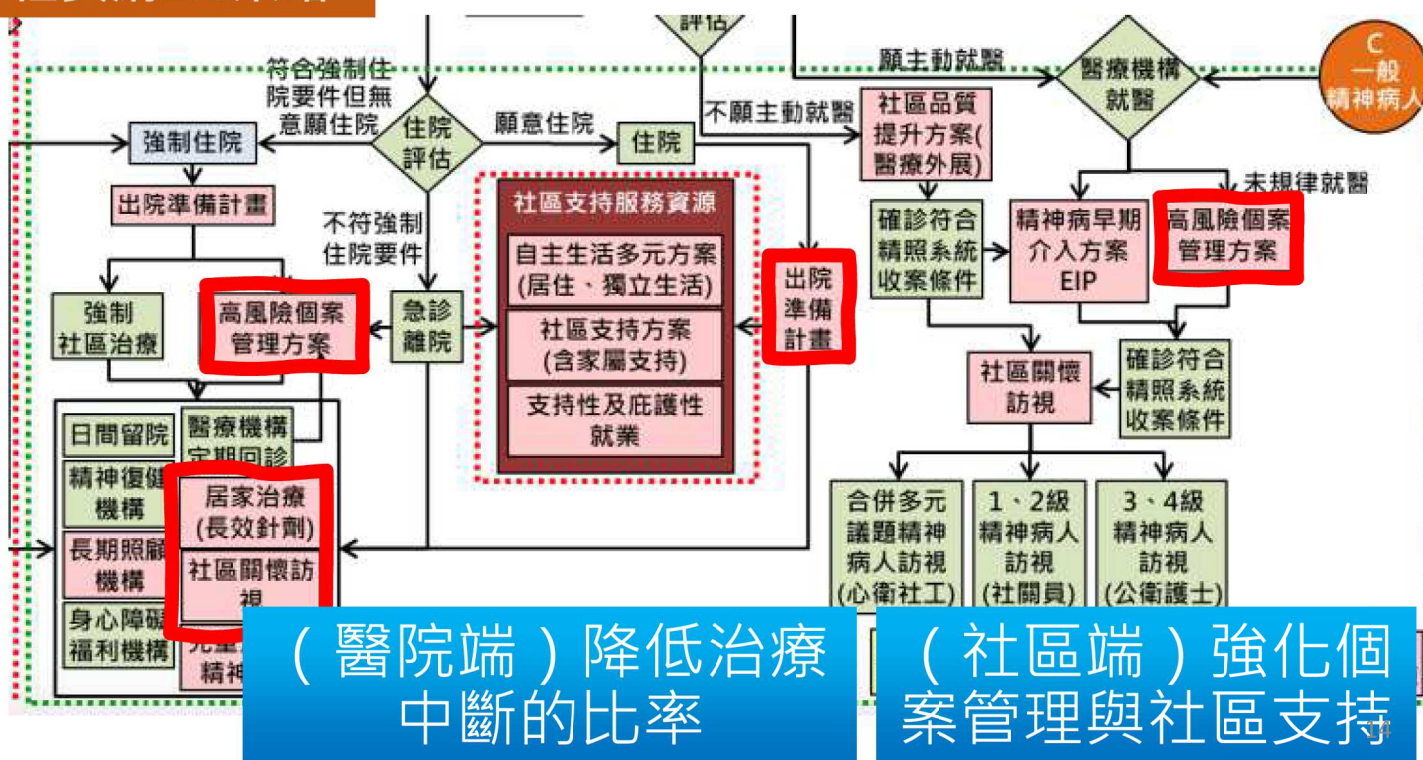 評估
C
一般
精神病人
願主動就醫
醫療機構
就醫
符合強制住
院要件但無
意願住院
住院
評估
願意住院
住院
強制住院
不願主動就醫
社區品質
提升方案(
醫療外展)
出院準備計畫
不符強制
住院要件
社區支持服務資源
自主生活多元方案
(居住、獨立生活)
社區支持方案
(含家屬支持)
支持性及庇護性
就業
出院
準備
計畫
確診符合
精照系統
收案條件
精神病早期
介入方案
EIP
未規律就醫
高風險個案
管理方案
強制
社區治療
高風險個案
管理方案
急診
離院
社區關懷
訪視
確診符合
精照系統
收案條件
日間留院
精神復健
機構
長期照顧
機構
身心障礙
福利機構
醫療機構
定期回診
居家治療
(長效針劑)
社區關懷訪
視
精神
合併多元
議題精神
病人訪視
(心衛社工)
1、2級
精神病人
訪視
(社關員)
3、4級
精神病人
訪視
(公衛護士)
(醫院端)降低治療
中斷的比率
(社區端)強化個
案管理與社區支持
14